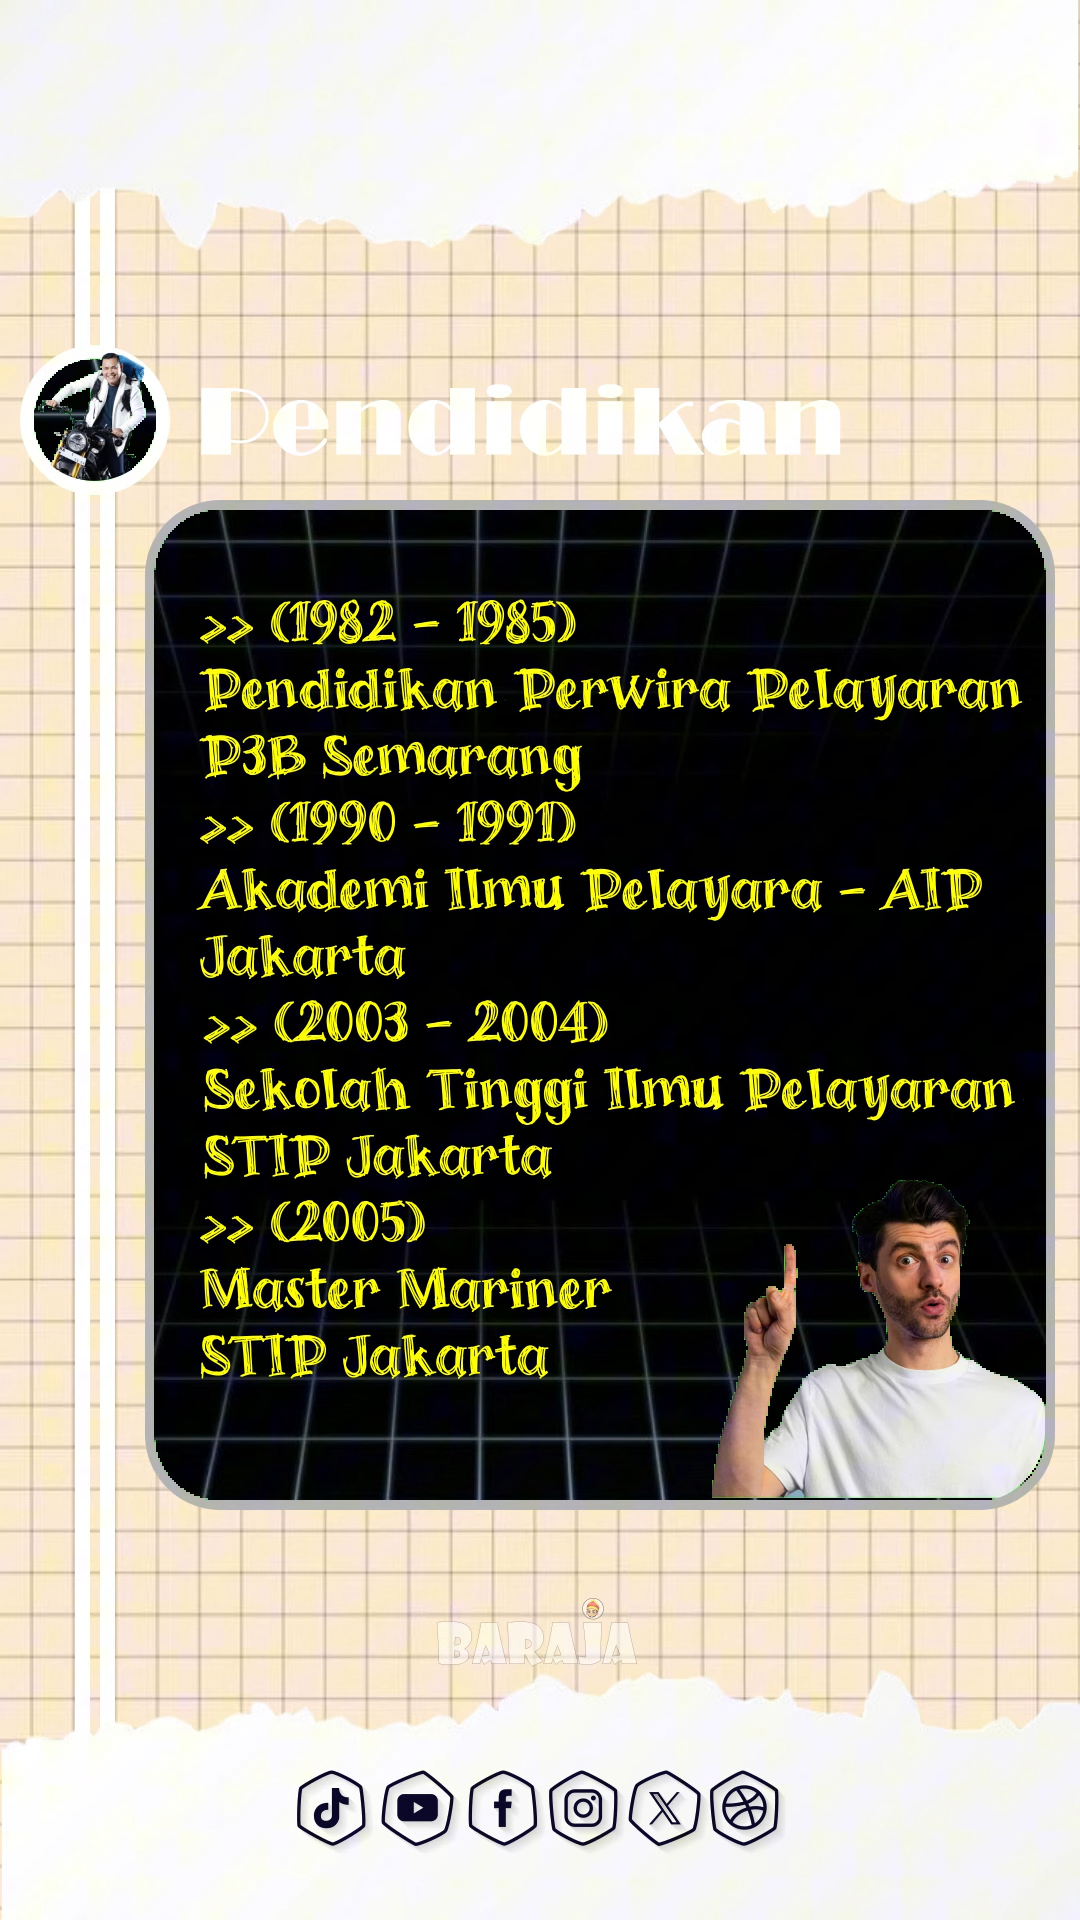 Pendidikan
>> (1982 - 1985)
Pendidikan Perwira Pelayaran
P3B Semarang
>> (1990 - 1991)
Akademi Ilmu Pelayara - AIP
Jakarta
>> (2003 - 2004)
Sekolah Tinggi Ilmu Pelayaran
STIP Jakarta
>> (2005)
Master Mariner
STIP Jakarta
BARAJA